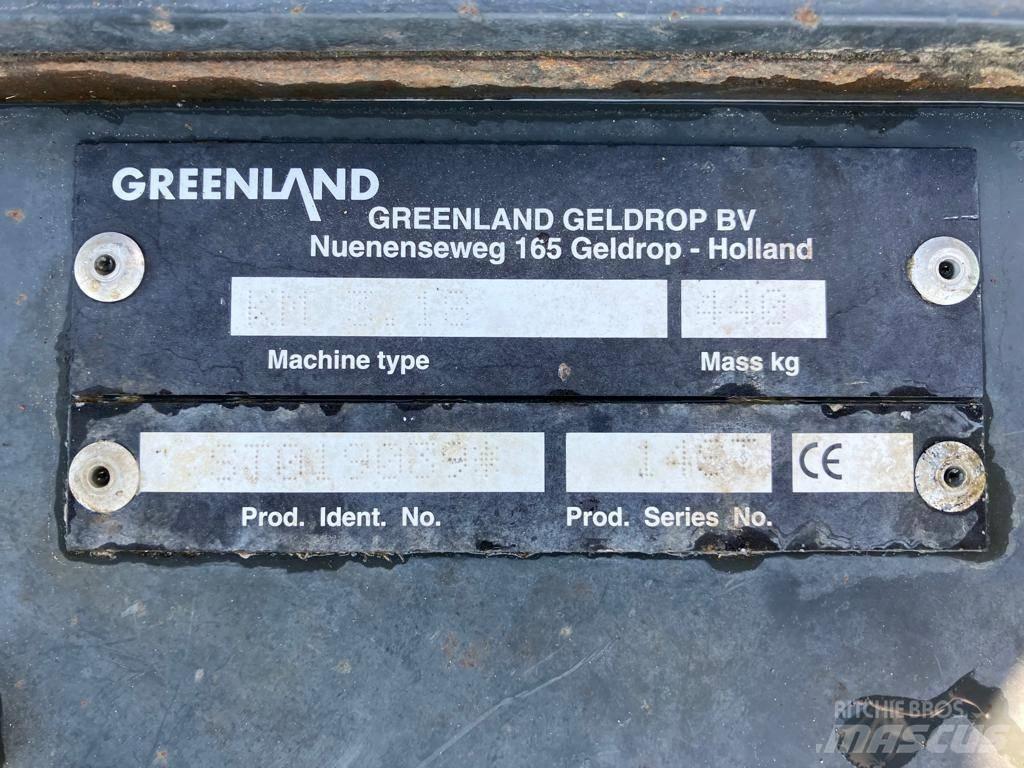 GREENLAND
GREENLAND GELDROP BV
Nuenenseweg 165 Geldrop - Holland
Machine type
Mass kg
CE
Prod. Ident. No.
Prod. Series No.
RITCHIE BROS.
MASCUS